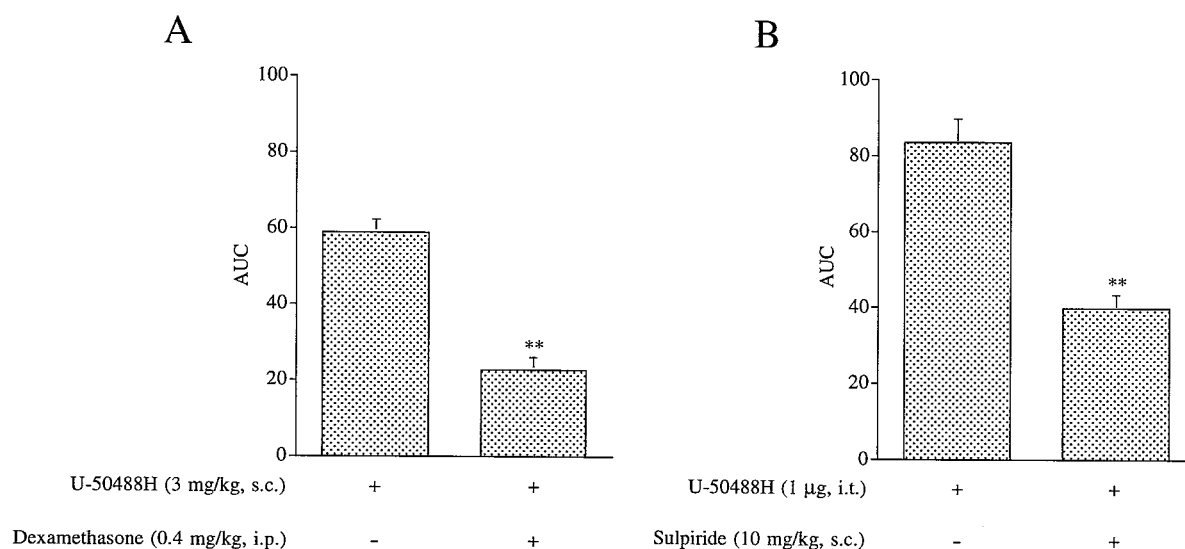 A
100
80
60
40
20
0
AUC
**
U-50488H (3 mg/kg, s.c.) + +
Dexamethasone (0.4 mg/kg, i.p.) - +
B
100
80
60
40
20
0
AUC
**
U-50488H (1 μg, i.t.) + +
Sulpiride (10 mg/kg, s.c.) - +